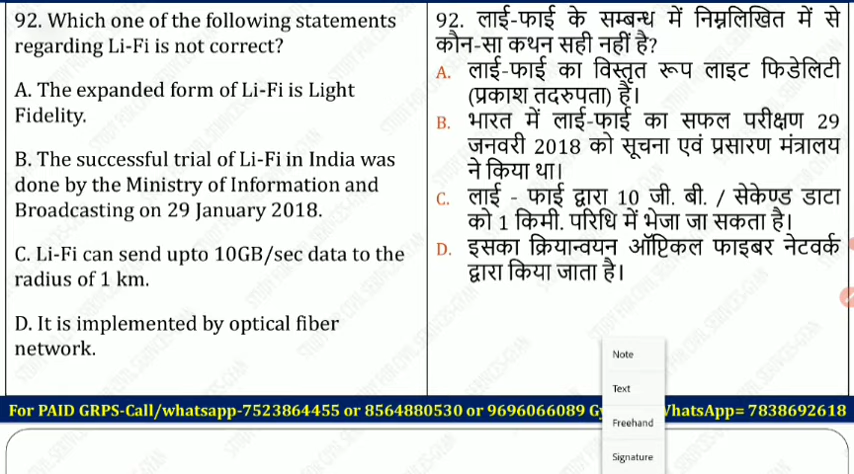 92. Which one of the following statements
regarding Li-Fi is not correct?
A. The expanded form of Li-Fi is Light
Fidelity.
B. The successful trial of Li-Fi in India was
done by the Ministry of Information and
Broadcasting on 29 January 2018.
C. Li-Fi can send upto 10GB/sec data to the
radius of 1 km.
D. It is implemented by optical fiber
network.
92. लाई-फाई के सम्बन्ध में निम्नलिखित में से
कौन-सा कथन सही नहीं है?
A. लाई-फाई का विस्तृत रूप लाइट फिडेलिटी
(प्रकाश तदरुपता) है।
B. भारत में लाई-फाई का सफल परीक्षण 29
जनवरी 2018 को सूचना एवं प्रसारण मंत्रालय
ने किया था।
C. लाई - फाई द्वारा 10 जी. बी. / सेकेण्ड डाटा
को 1 किमी. परिधि में भेजा जा सकता है।
D. इसका क्रियान्वयन ऑप्टिकल फाइबर नेटवर्क
द्वारा किया जाता है।
Note
Text
Freehand
Signature
For PAID GRPS-Call/whatsapp-7523864455 or 8564880530 or 9696066089 WhatsApp= 7838692618